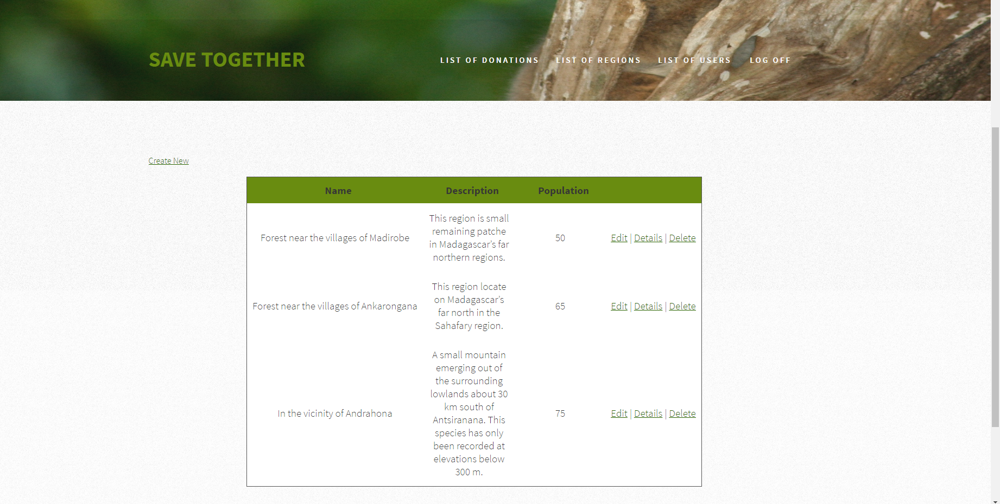 SAVE TOGETHER
LIST OF DONATIONS LIST OF REGIONS LIST OF USERS LOG OFF
Create New
Name Description Population
Forest near the villages of Madirobe
This region is small
remaining patche
in Madagascar’s far
northern regions.
50
Edit | Details | Delete
Forest near the villages of Ankarongana
This region locate
on Madagascar’s
far north in the
Sahafary region.
65
Edit | Details | Delete
In the vicinity of Andrahona
A small mountain
emerging out of
the surrounding
lowlands about 30
km south of
Antsiranana. This
species has only
been recorded at
elevations below
300 m.
75
Edit | Details | Delete